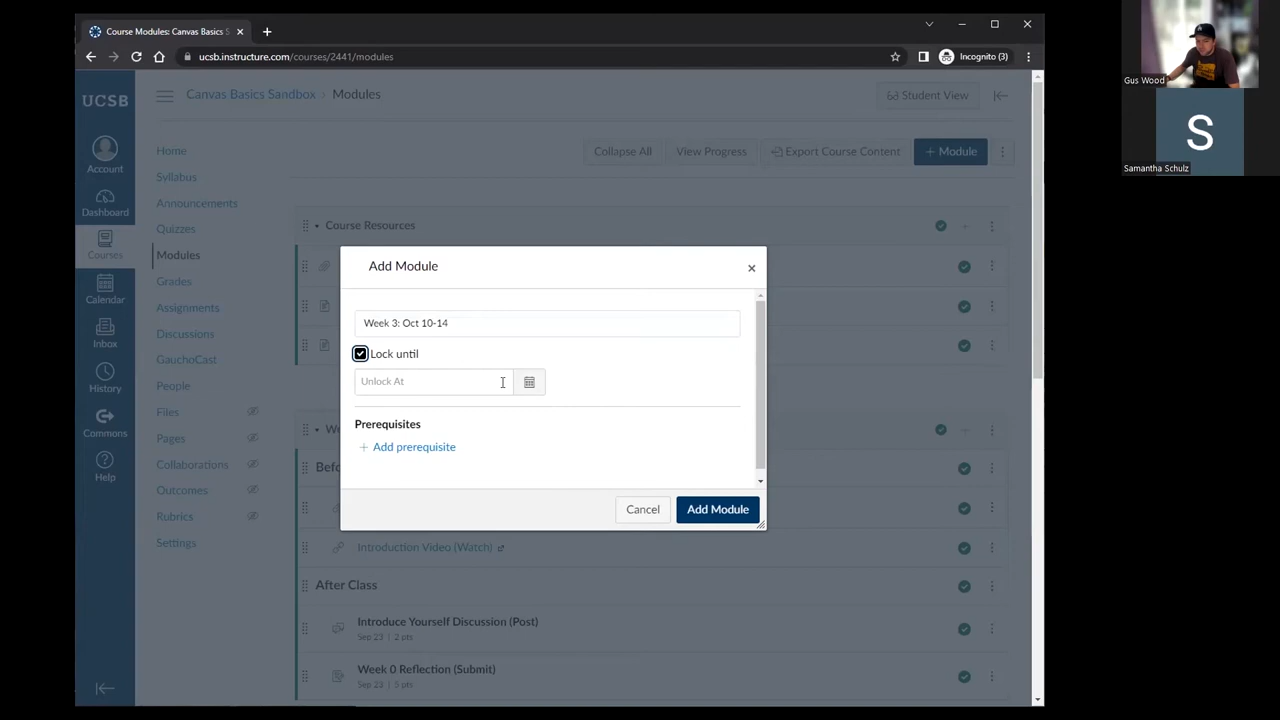 Course Modules: Canvas Basics S
ucsb.instructure.com/courses/2441/modules
Incognito (3)
Gus Wood
S
Samantha Schulz
UCSB
Account
Dashboard
Courses
Calendar
Inbox
History
Commons
Help
Canvas Basics Sandbox > Modules
Student View
Home
Syllabus
Announcements
Quizzes
Modules
Grades
Assignments
Discussions
GauchoCast
People
Files
Pages
Collaborations
Outcomes
Rubrics
Settings
Collapse All
View Progress
Export Course Content
+ Module
Course Resources
Add Module
Week 3: Oct 10-14
Lock until
Unlock At
Prerequisites
+ Add prerequisite
Cancel
Add Module
Introduction Video (Watch)
After Class
Introduce Yourself Discussion (Post)
Sep 23 | 2 pts
Week 0 Reflection (Submit)
Sep 23 | 5 pts